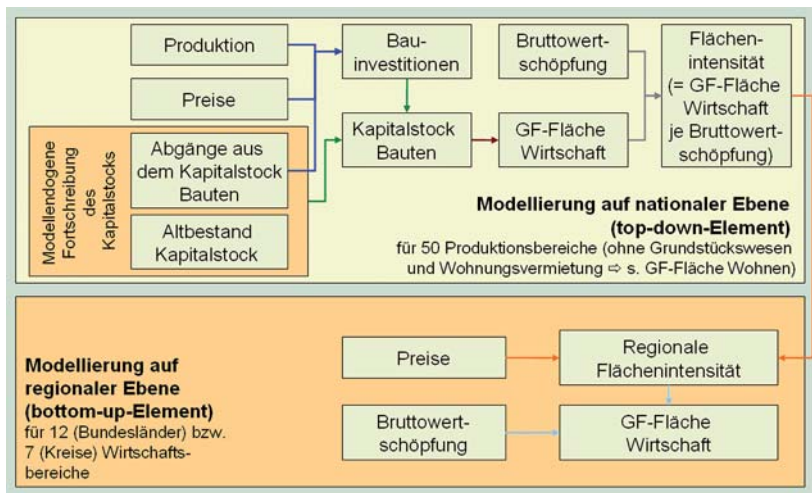 Produktion
Preise
Modellendogene
Fortschreibung
des
Kapitalstocks
Abgänge aus
dem Kapitalstock
Bauten
Altbestand
Kapitalstock
Bau-
investitionen
Kapitalstock
Bauten
Bruttowert-
schöpfung
GF-Fläche
Wirtschaft
Flächen-
intensität
(= GF-Fläche
Wirtschaft
je Bruttowert-
schöpfung)
Modellierung auf nationaler Ebene
(top-down-Element)
für 50 Produktionsbereiche (ohne Grundstückswesen
und Wohnungsvermietung ⇨ s. GF-Fläche Wohnen)
Modellierung auf
regionaler Ebene
(bottom-up-Element)
für 12 (Bundesländer) bzw.
7 (Kreise) Wirtschafts-
bereiche
Preise
Regionale
Flächenintensität
Bruttowert-
schöpfung
GF-Fläche
Wirtschaft